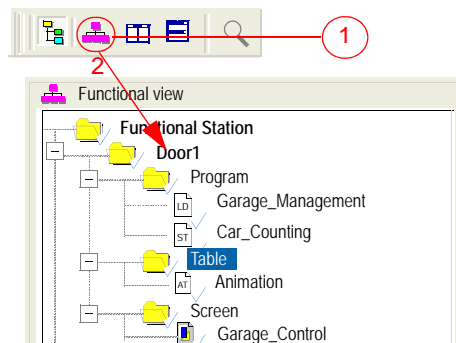 1
2
Functional view
Functional Station
Door1
Program
LD Garage_Management
ST Car_Counting
Table
AT Animation
Screen
Garage_Control